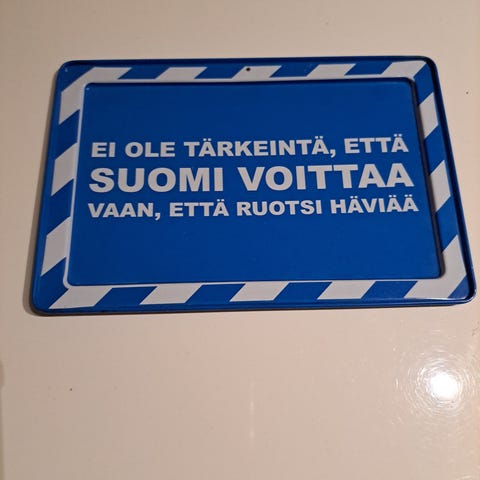 EI OLE TÄRKEINTÄ, ETTÄ
SUOMI VOITTAA
VAAN, ETTÄ RUOTSI HÄVIÄÄ